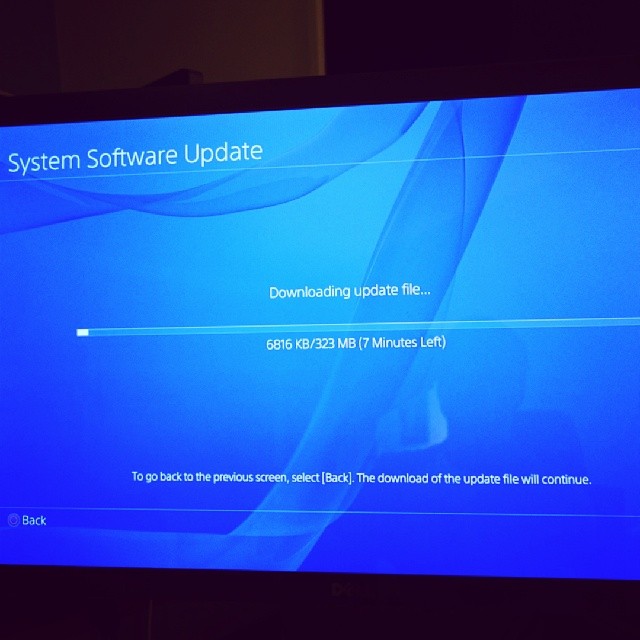 System Software Update
Downloading update file...
6816 KB/323 MB (7 Minutes Left)
To go back to the previous screen, select [Back]. The download of the update file will continue.
Back